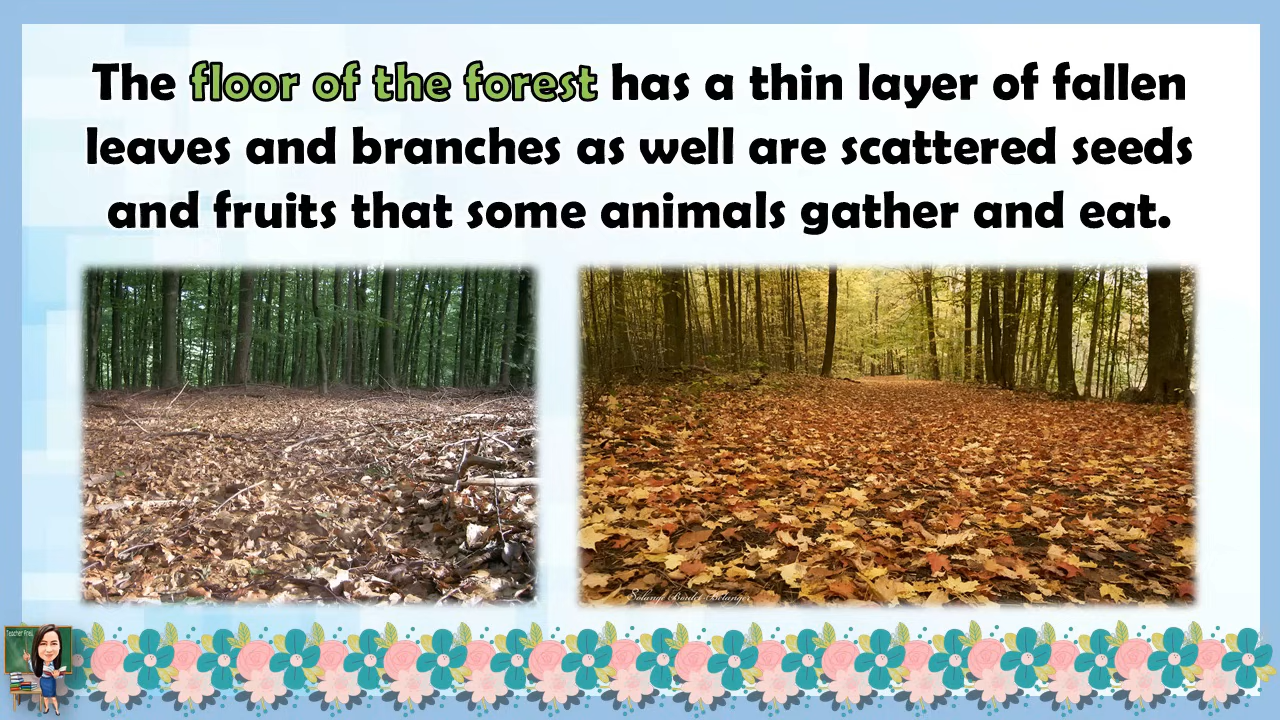 The floor of the forest has a thin layer of fallen
leaves and branches as well are scattered seeds
and fruits that some animals gather and eat.